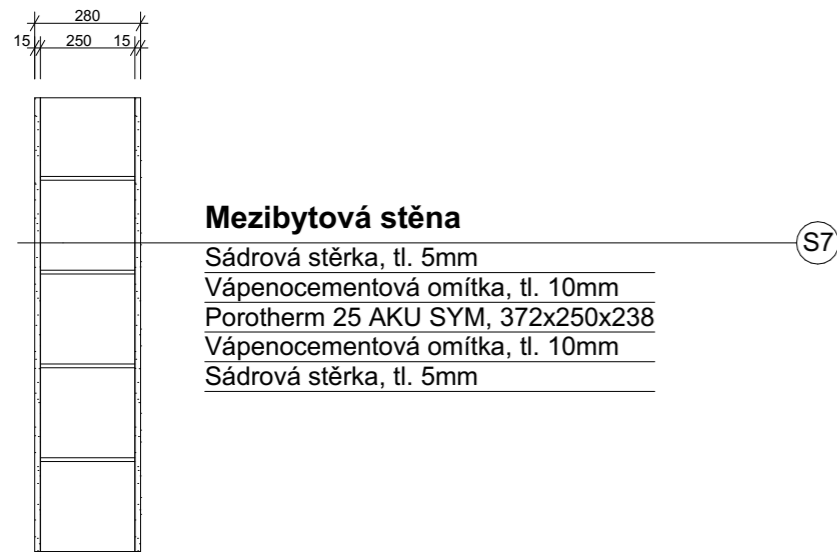 280
15 250 15
Mezibytová stěna
S7
Sádrová stěrka, tl. 5mm
Vápenocementová omítka, tl. 10mm
Porotherm 25 AKU SYM, 372x250x238
Vápenocementová omítka, tl. 10mm
Sádrová stěrka, tl. 5mm